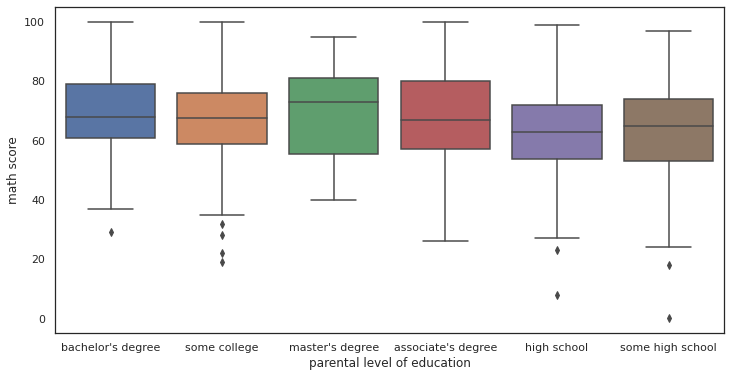 100
80
60
40
20
0
math score
bachelor's degree some college master's degree associate's degree high school some high school
parental level of education